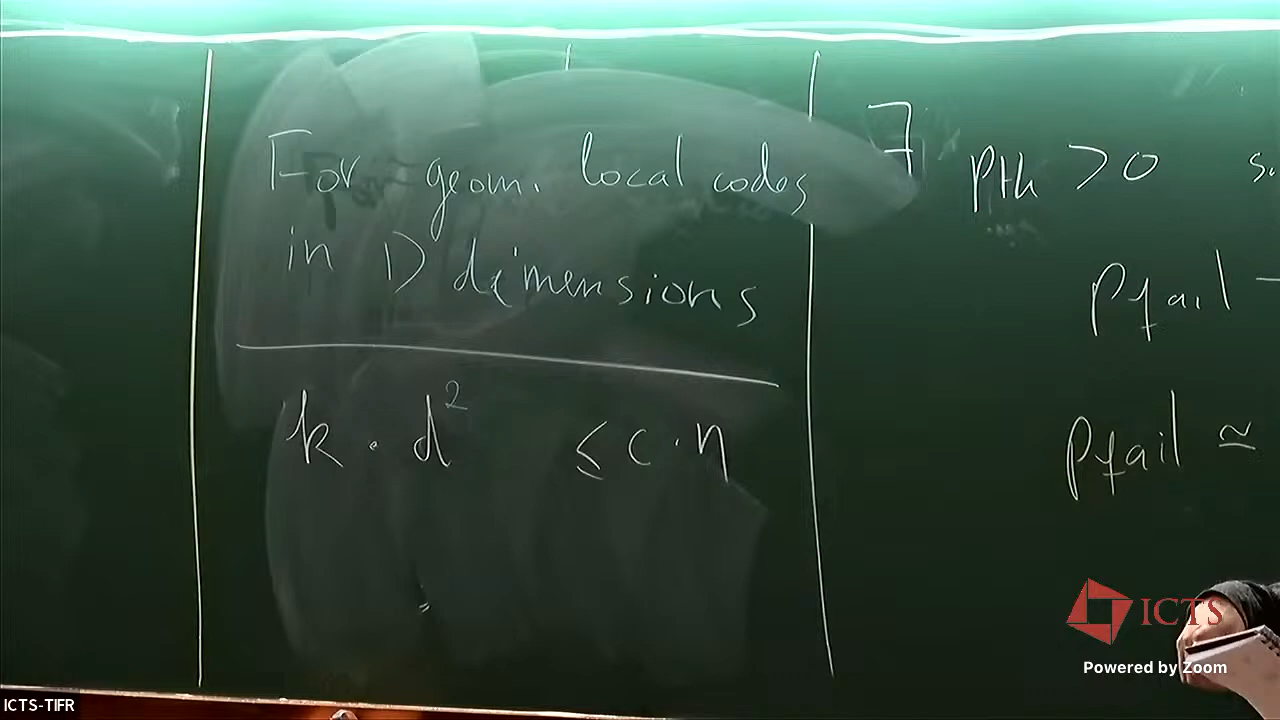 For geom. local codes
in D dimensions
k · d² ≤ c · n
∃ pth > 0
pfail
pfail ≃
ICTS
Powered by Zoom
ICTS-TIFR